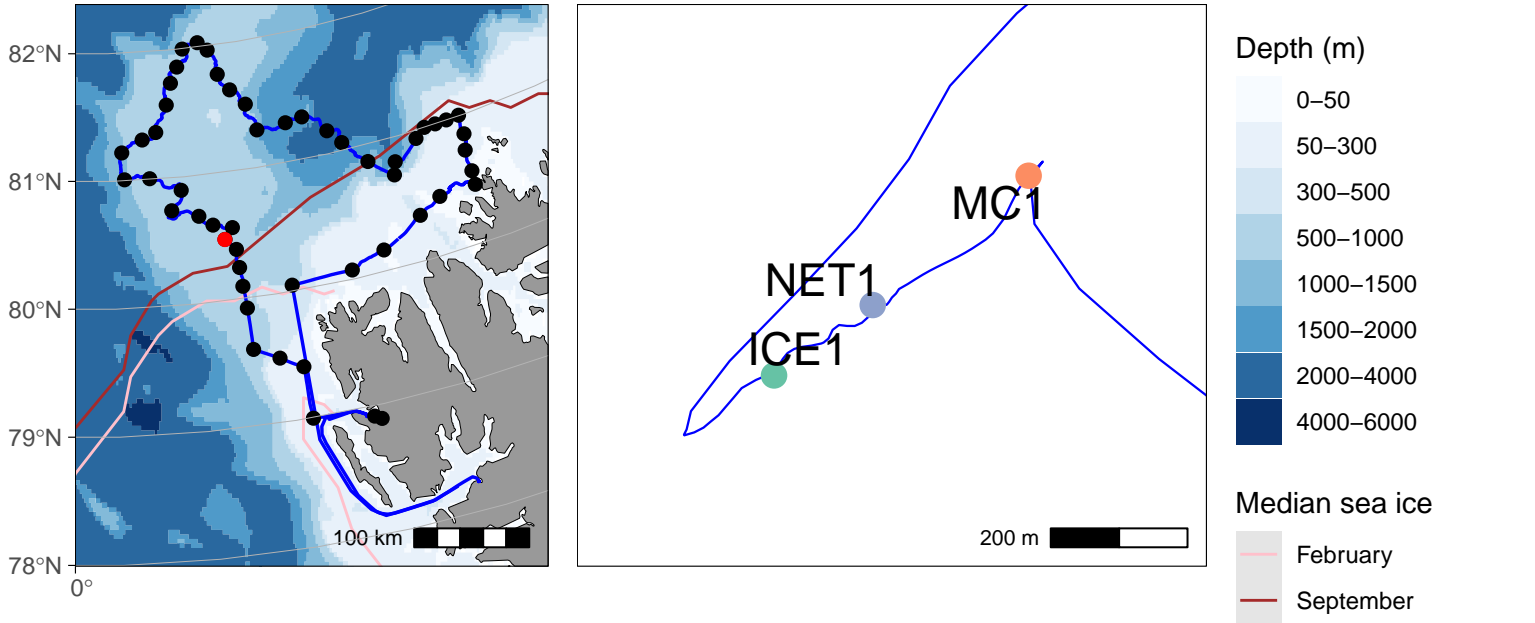 82°N
81°N
80°N
79°N
78°N
0°
100 km
MC1
NET1
ICE1
200 m
Depth (m)
0–50
50–300
300–500
500–1000
1000–1500
1500–2000
2000–4000
4000–6000
Median sea ice
February
September